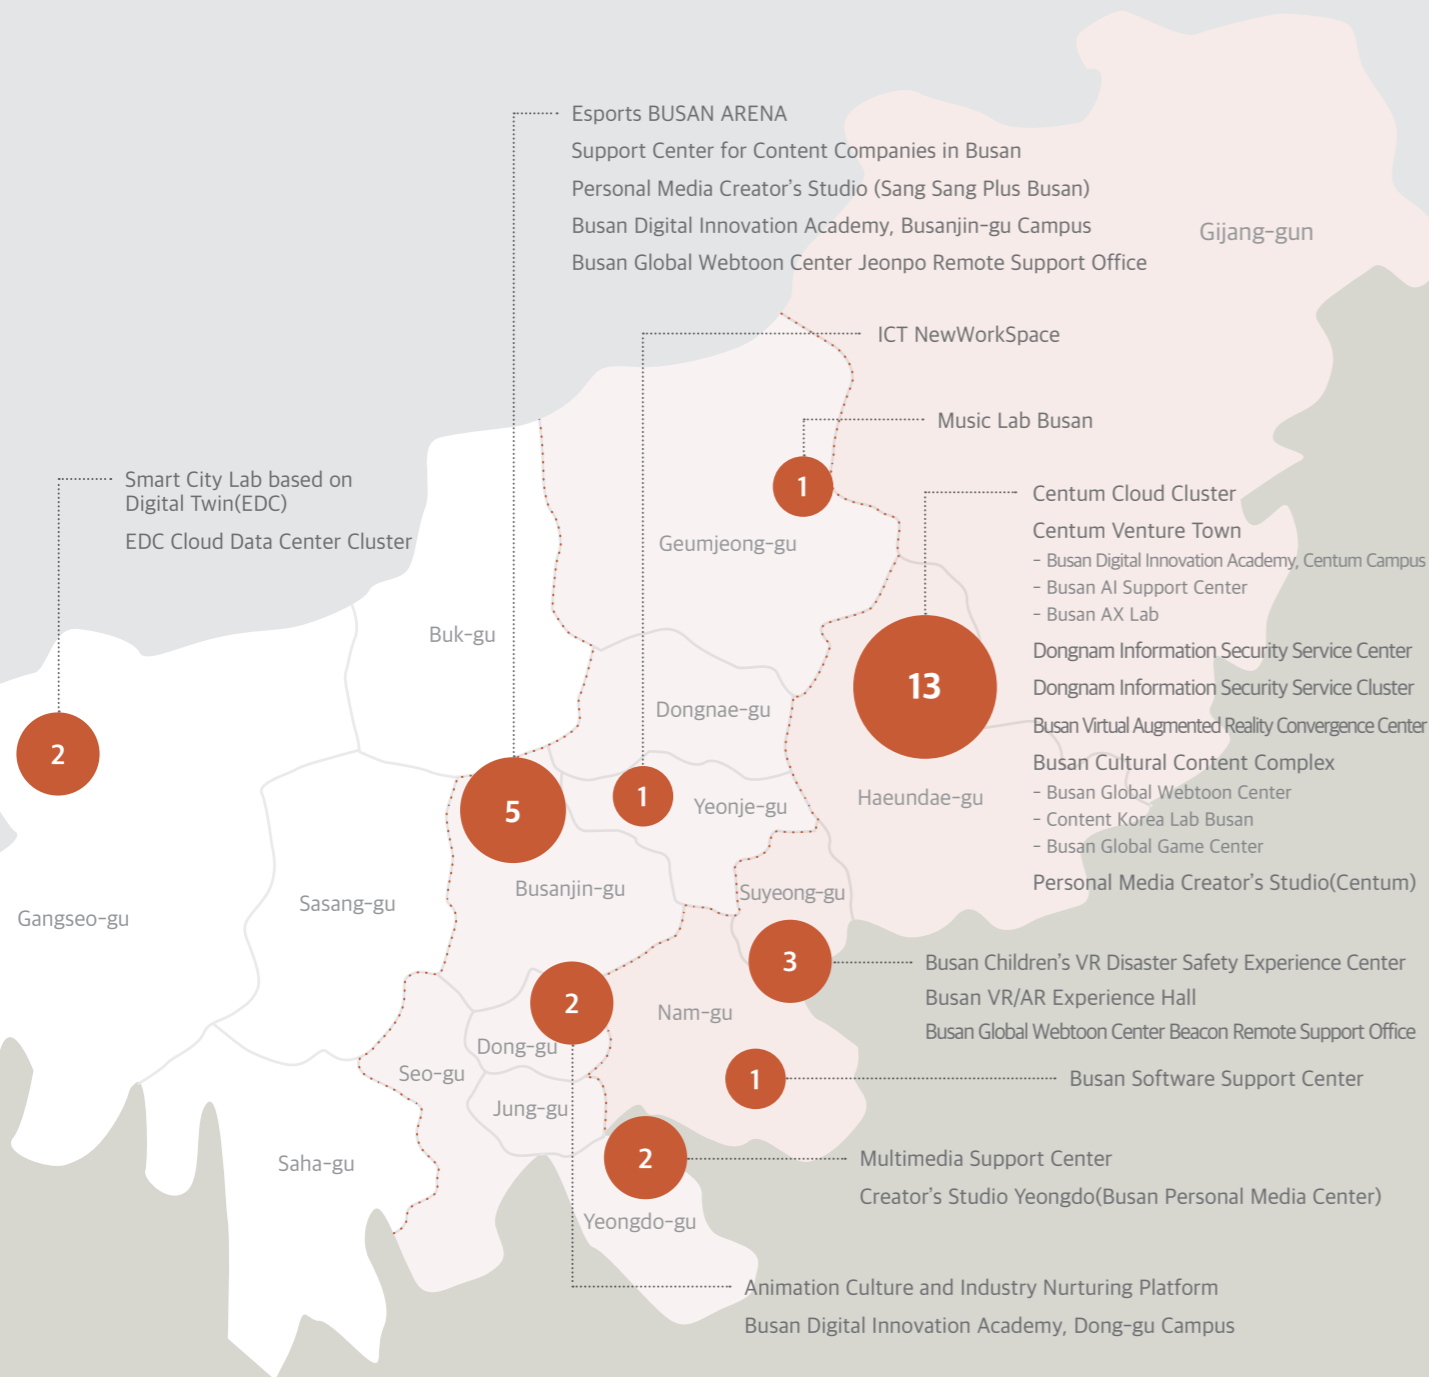 Esports BUSAN ARENA
Support Center for Content Companies in Busan
Personal Media Creator's Studio (Sang Sang Plus Busan)
Busan Digital Innovation Academy, Busanjin-gu Campus
Busan Global Webtoon Center Jeonpo Remote Support Office
Gijang-gun
ICT NewWorkSpace
Music Lab Busan
1
Smart City Lab based on
Digital Twin(EDC)
EDC Cloud Data Center Cluster
2
Geumjeong-gu
Buk-gu
Dongnae-gu
Centum Cloud Cluster
Centum Venture Town
- Busan Digital Innovation Academy, Centum Campus
- Busan AI Support Center
- Busan AX Lab
Dongnam Information Security Service Center
Dongnam Information Security Service Cluster
Busan Virtual Augmented Reality Convergence Center
Busan Cultural Content Complex
- Busan Global Webtoon Center
- Content Korea Lab Busan
- Busan Global Game Center
Personal Media Creator's Studio(Centum)
13
Haeundae-gu
5
1
Yeonje-gu
Busanjin-gu
Suyeong-gu
Sasang-gu
Gangseo-gu
3
Busan Children's VR Disaster Safety Experience Center
Busan VR/AR Experience Hall
Busan Global Webtoon Center Beacon Remote Support Office
2
Nam-gu
Dong-gu
Seo-gu
1
Busan Software Support Center
Jung-gu
Saha-gu
2
Multimedia Support Center
Creator's Studio Yeongdo(Busan Personal Media Center)
Yeongdo-gu
Animation Culture and Industry Nurturing Platform
Busan Digital Innovation Academy, Dong-gu Campus